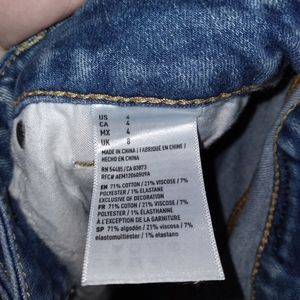 US 4
CA 4
MX 4
UK 8
MADE IN CHINA / FABRIQUÉ EN CHINE /
HECHO EN CHINA
RN 54485/CA 03873
RFC# AEM1206059A
EN 71% COTTON / 21% VISCOSE / 7%
POLYESTER / 1% ELASTANE
EXCLUSIVE OF DECORATION
FR 71% COTON / 21% VISCOSE / 7%
POLYESTER / 1% ÉLASTHANNE
À L'EXCEPTION DE LA GARNITURE
SP 71% algodón / 21% viscosa / 7%
elastomultiéster / 1% elastano